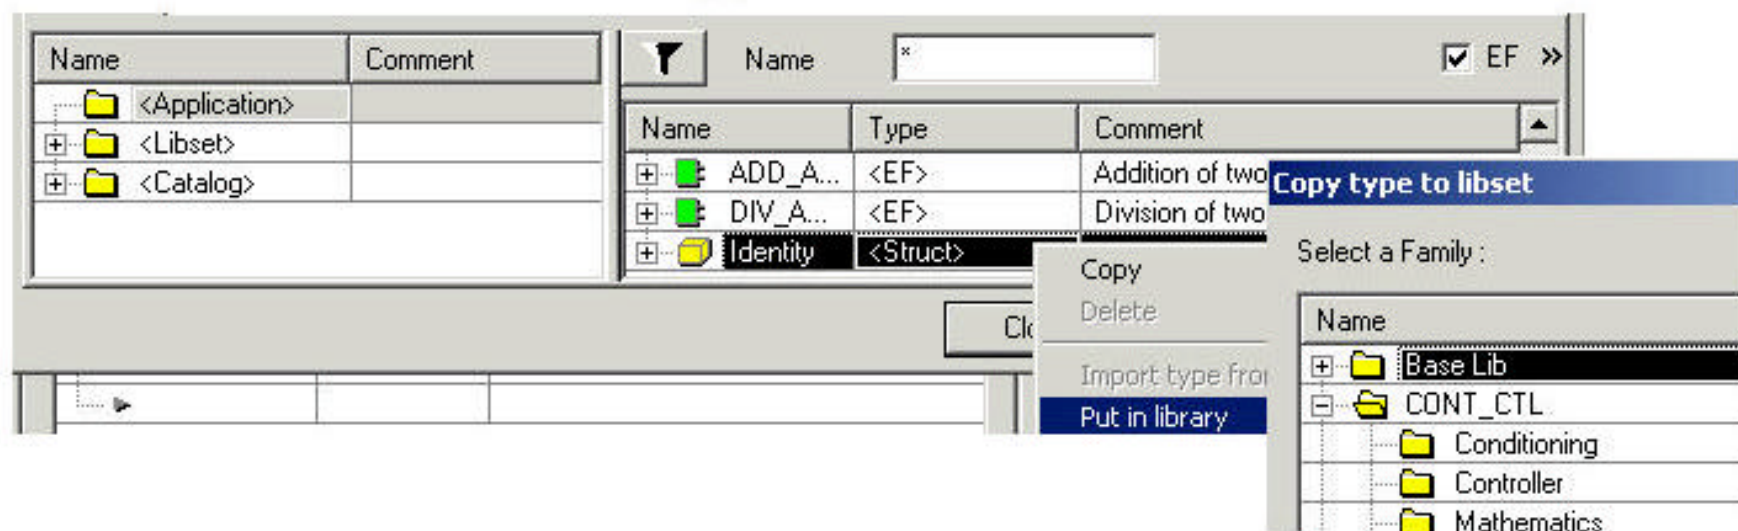 Name Comment
<Application>
<Libset>
<Catalog>
Name * EF »
Name Type Comment
ADD_A... <EF> Addition of two
DIV_A... <EF> Division of two
Identity <Struct>
Copy
Delete
Import type
Put in library
Copy type to libset
Select a Family :
Name
Base Lib
CONT_CTL
Conditioning
Controller
Mathematics